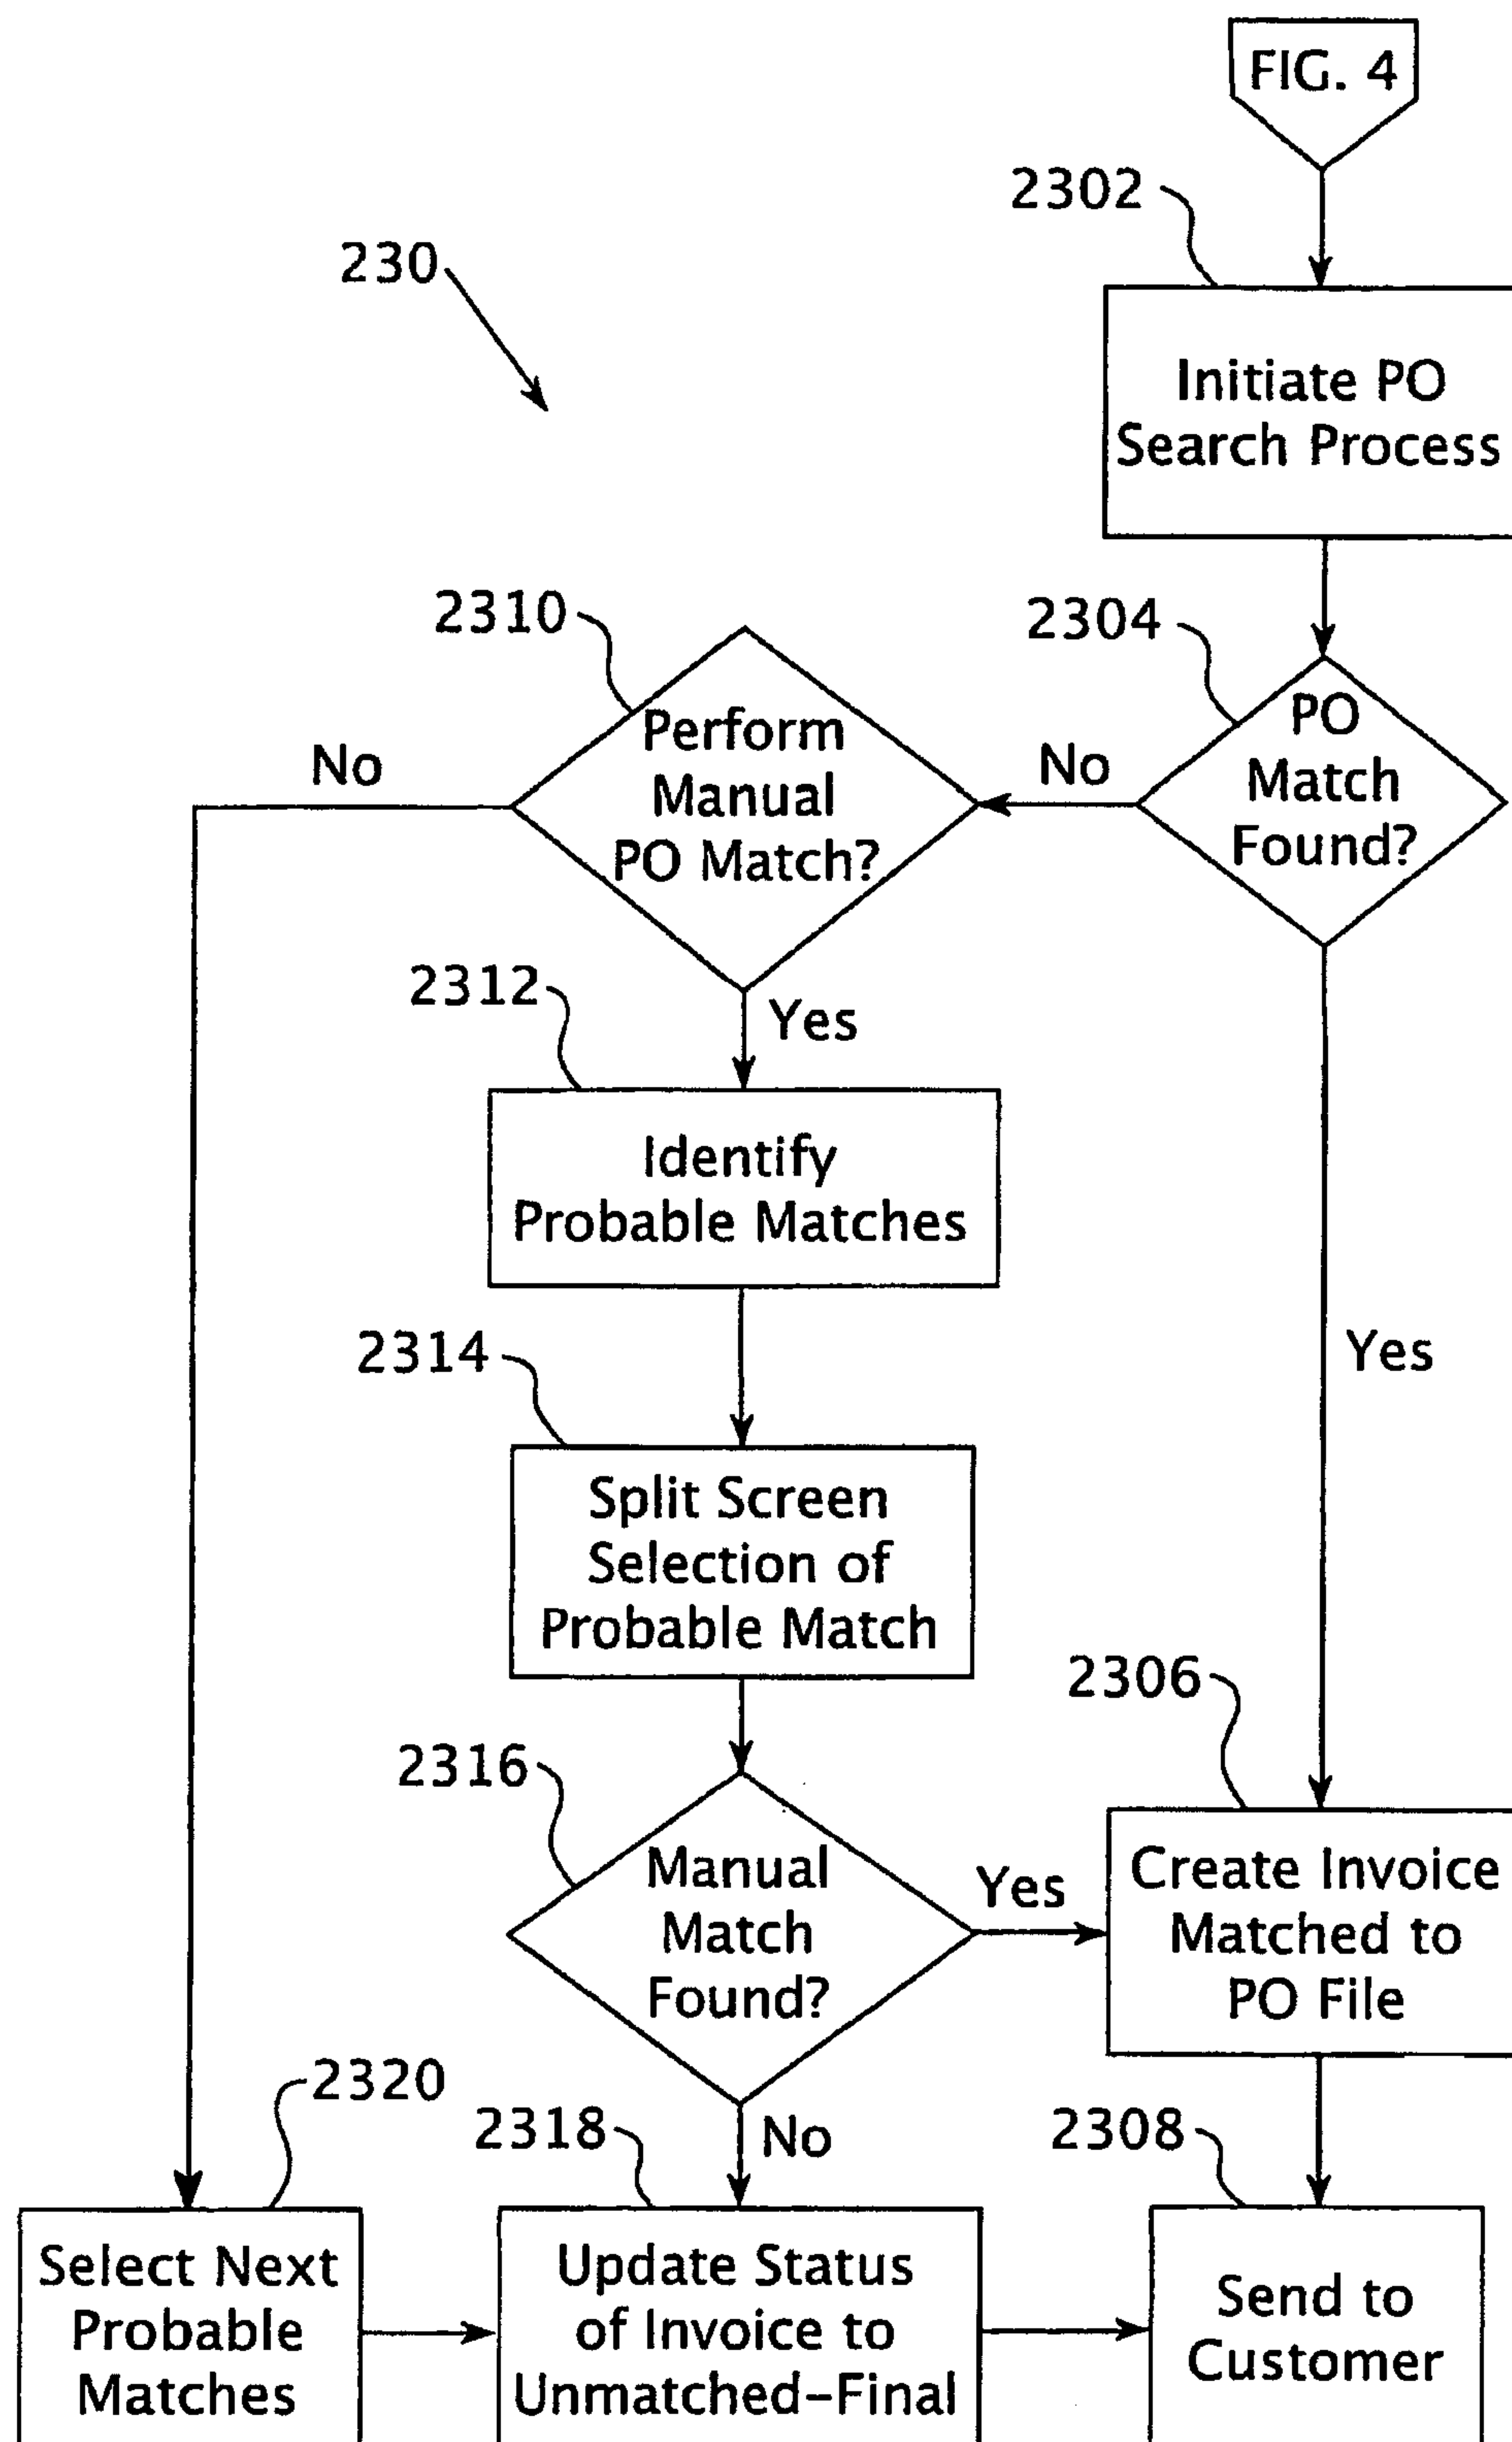 FIG. 4
2302
230
Initiate PO
Search Process
2310
2304
Perform
Manual
PO Match?
No
No
PO
Match
Found?
2312
Yes
Identify
Probable Matches
2314
Yes
Split Screen
Selection of
Probable Match
2306
2316
Manual
Match
Found?
Yes
Create Invoice
Matched to
PO File
2320
2318
No
2308
Select Next
Probable
Matches
Update Status
of Invoice to
Unmatched-Final
Send to
Customer